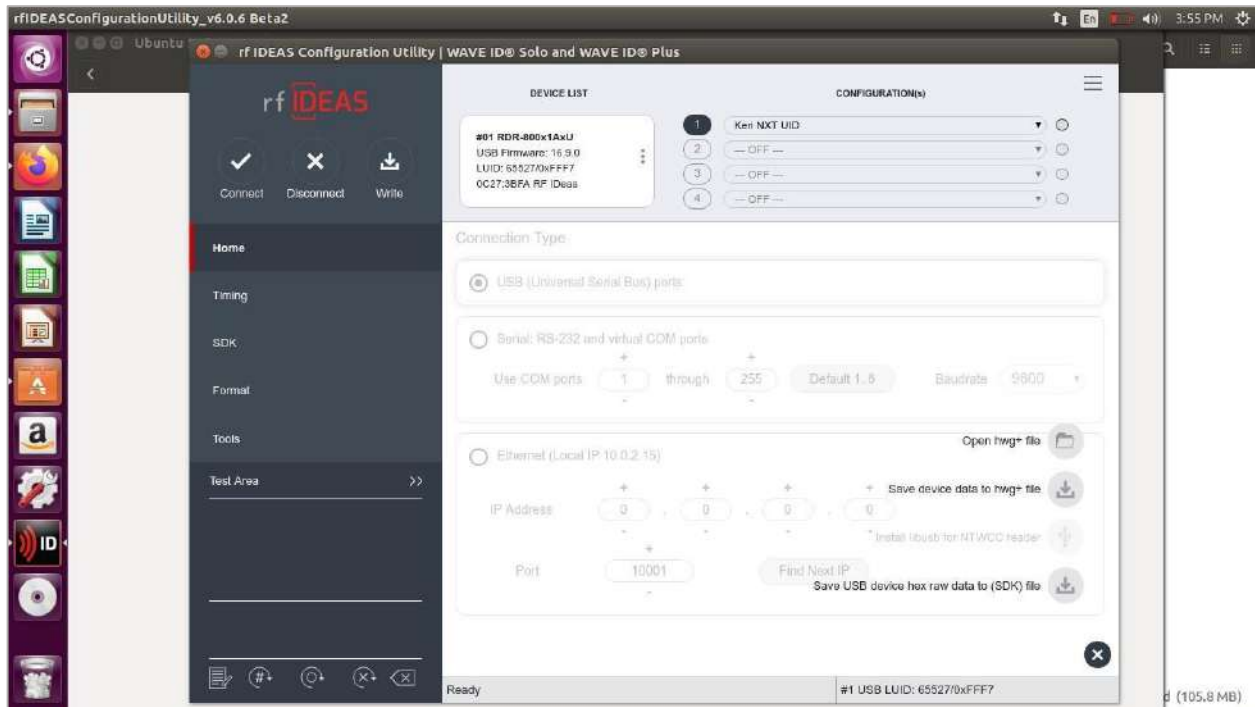 rfIDEASConfigurationUtility_v6.0.6 Beta2
En
3:55 PM
Ubuntu
rf IDEAS Configuration Utility | WAVE ID® Solo and WAVE ID® Plus
rf IDEAS
Connect Disconnect Write
Home
Timing
SDK
Format
Tools
Test Area >>
DEVICE LIST
#01 RDR-800x1AxU
USB Firmware: 16.9.0
LUID: 65527/0xFFF7
0C27:3BFA RF IDeas
CONFIGURATION(s)
1 Keri NXT UID
2 --- OFF ---
3 --- OFF ---
4 --- OFF ---
Connection Type
USB (Universal Serial Bus) ports
Serial: RS-232 and virtual COM ports
+ +
Use COM ports 1 through 255 Default 1..8 Baudrate 9600
- -
Open hwg+ file
Ethernet (Local IP 10.0.2.15)
+ + + +
Save device data to hwg+ file
IP Address 0 . 0 . 0 . 0
- - - -
Install libusb for NTWCC reader
+
Port 10001 Find Next IP
-
Save USB device hex raw data to (SDK) file
Ready
#1 USB LUID: 65527/0xFFF7
a
ID
d (105.8 MB)